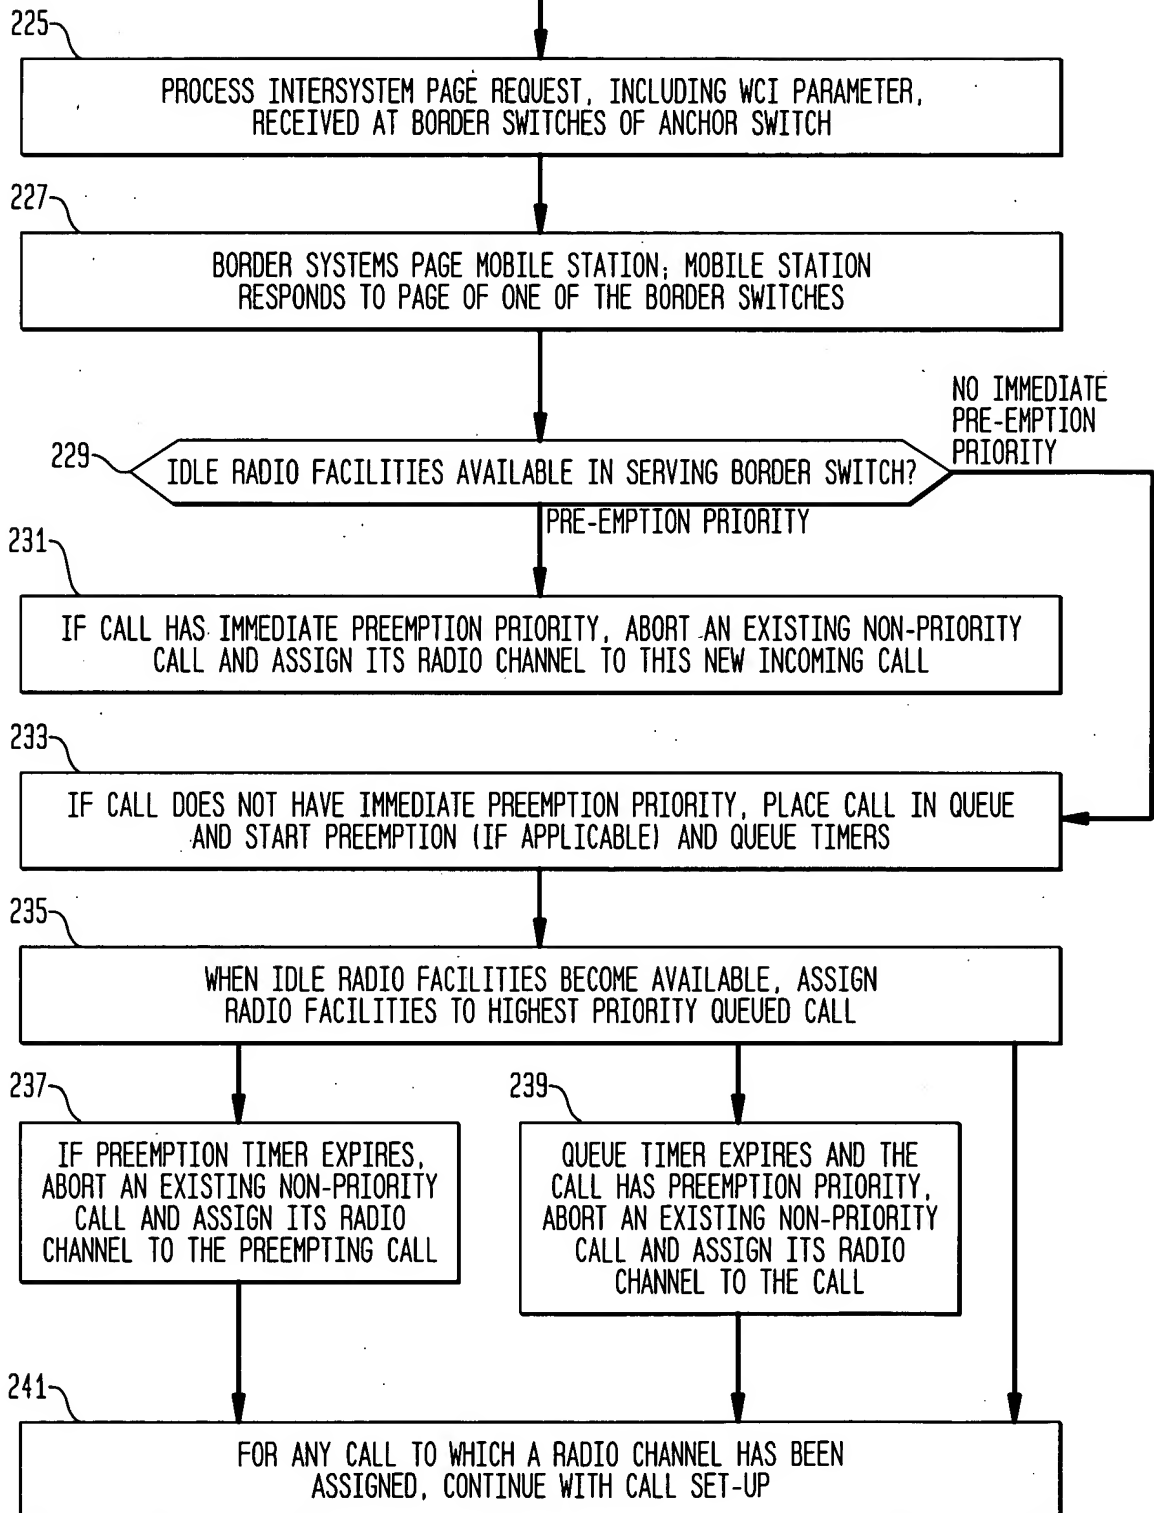 225
PROCESS INTERSYSTEM PAGE REQUEST, INCLUDING WCI PARAMETER,
RECEIVED AT BORDER SWITCHES OF ANCHOR SWITCH
227
BORDER SYSTEMS PAGE MOBILE STATION; MOBILE STATION
RESPONDS TO PAGE OF ONE OF THE BORDER SWITCHES
NO IMMEDIATE
PRE-EMPTION
PRIORITY
229
IDLE RADIO FACILITIES AVAILABLE IN SERVING BORDER SWITCH?
PRE-EMPTION PRIORITY
231
IF CALL HAS IMMEDIATE PREEMPTION PRIORITY, ABORT AN EXISTING NON-PRIORITY
CALL AND ASSIGN ITS RADIO CHANNEL TO THIS NEW INCOMING CALL
233
IF CALL DOES NOT HAVE IMMEDIATE PREEMPTION PRIORITY, PLACE CALL IN QUEUE
AND START PREEMPTION (IF APPLICABLE) AND QUEUE TIMERS
235
WHEN IDLE RADIO FACILITIES BECOME AVAILABLE, ASSIGN
RADIO FACILITIES TO HIGHEST PRIORITY QUEUED CALL
237
IF PREEMPTION TIMER EXPIRES,
ABORT AN EXISTING NON-PRIORITY
CALL AND ASSIGN ITS RADIO
CHANNEL TO THE PREEMPTING CALL
239
QUEUE TIMER EXPIRES AND THE
CALL HAS PREEMPTION PRIORITY,
ABORT AN EXISTING NON-PRIORITY
CALL AND ASSIGN ITS RADIO
CHANNEL TO THE CALL
241
FOR ANY CALL TO WHICH A RADIO CHANNEL HAS BEEN
ASSIGNED, CONTINUE WITH CALL SET-UP